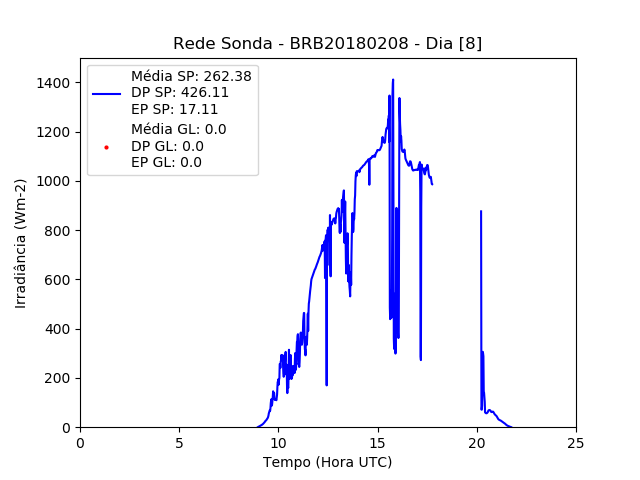 Rede Sonda - BRB20180208 - Dia [8]
Média SP: 262.38
DP SP: 426.11
EP SP: 17.11
Média GL: 0.0
DP GL: 0.0
EP GL: 0.0
Irradiância (Wm-2)
1400
1200
1000
800
600
400
200
0
0 5 10 15 20 25
Tempo (Hora UTC)